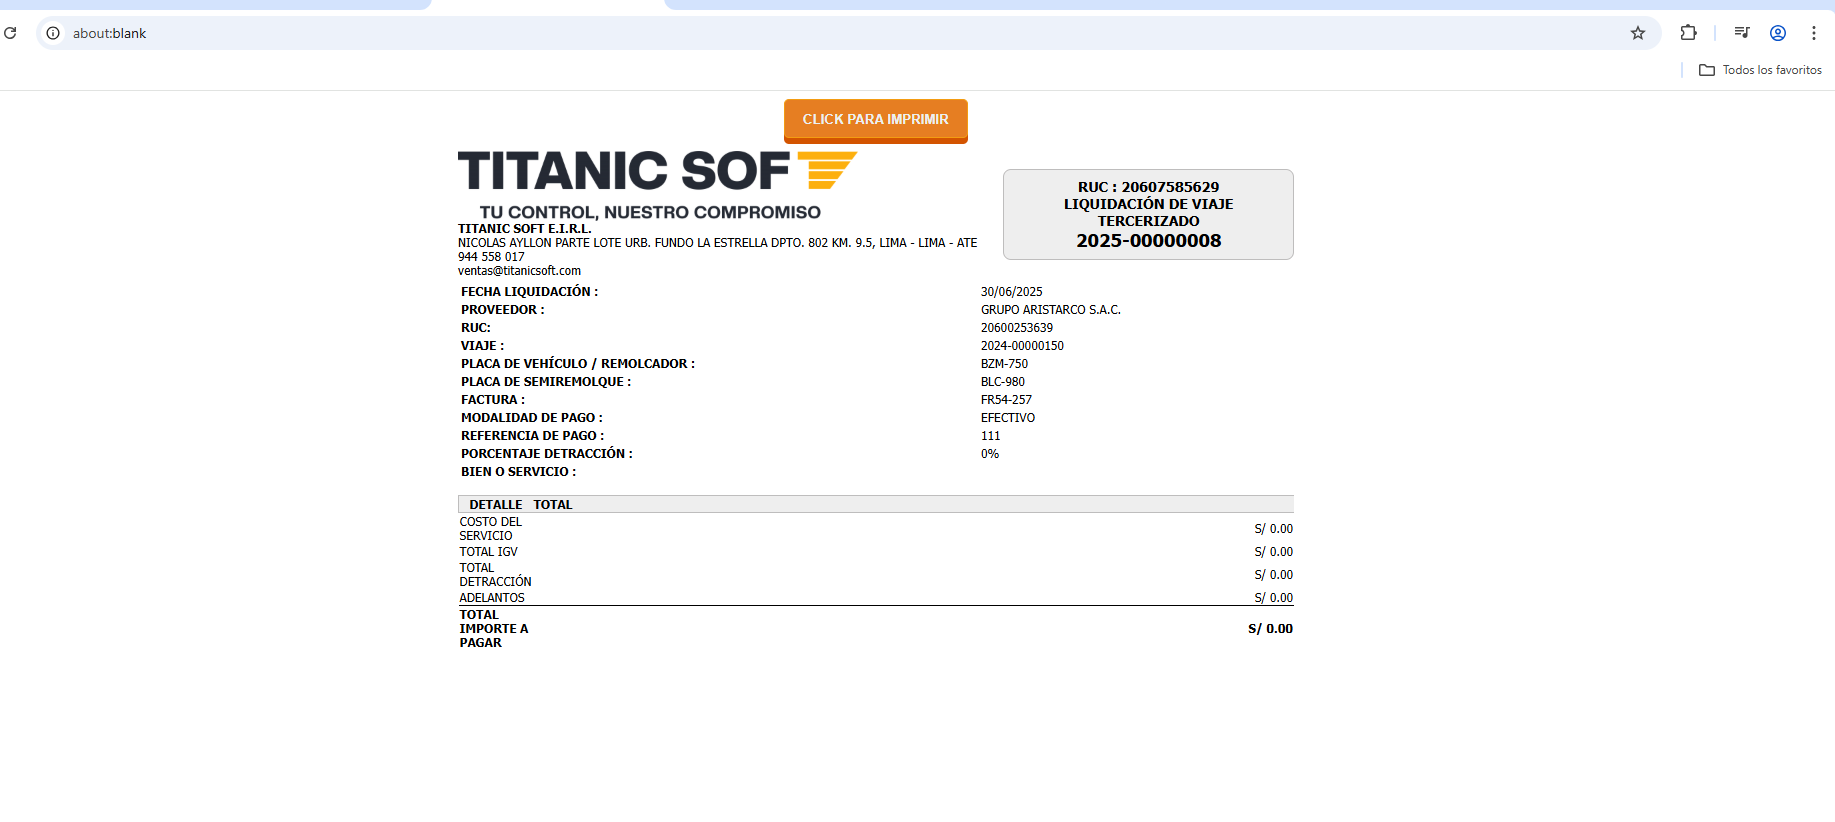 about:blank
Todos los favoritos
CLICK PARA IMPRIMIR
TITANIC SOF
TU CONTROL, NUESTRO COMPROMISO
TITANIC SOFT E.I.R.L.
NICOLAS AYLLON PARTE LOTE URB. FUNDO LA ESTRELLA DPTO. 802 KM. 9.5, LIMA - LIMA - ATE
944 558 017
ventas@titanicsoft.com
RUC : 20607585629
LIQUIDACIÓN DE VIAJE
TERCERIZADO
2025-00000008
FECHA LIQUIDACIÓN : 30/06/2025
PROVEEDOR : GRUPO ARISTARCO S.A.C.
RUC: 20600253639
VIAJE : 2024-00000150
PLACA DE VEHÍCULO / REMOLCADOR : BZM-750
PLACA DE SEMIREMOLQUE : BLC-980
FACTURA : FR54-257
MODALIDAD DE PAGO : EFECTIVO
REFERENCIA DE PAGO : 111
PORCENTAJE DETRACCIÓN : 0%
BIEN O SERVICIO :
DETALLE TOTAL
COSTO DEL
SERVICIO S/ 0.00
TOTAL IGV S/ 0.00
TOTAL
DETRACCIÓN S/ 0.00
ADELANTOS S/ 0.00
TOTAL
IMPORTE A S/ 0.00
PAGAR